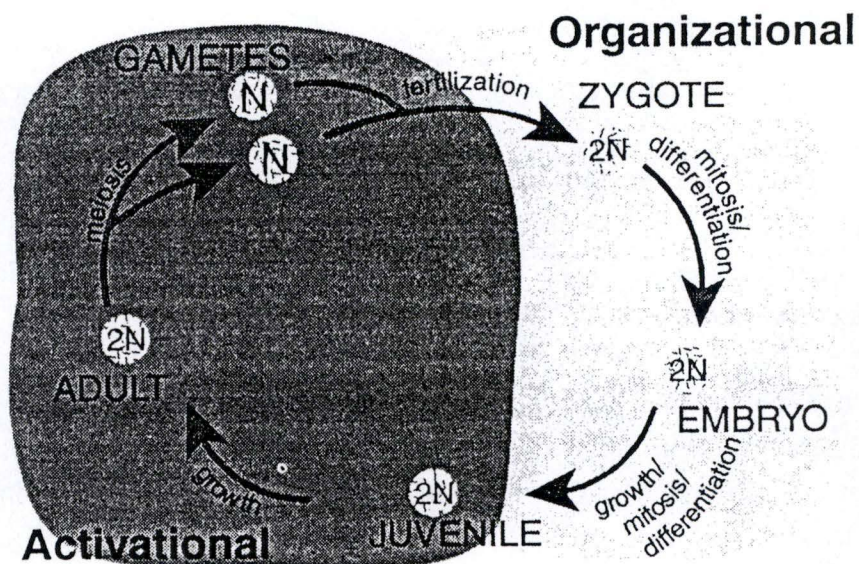 Organizational
GAMETES
N
N
fertilization
ZYGOTE
2N
mitosis/
differentiation
2N
EMBRYO
growth/
mitosis/
differentiation
2N
JUVENILE
growth
2N
ADULT
meiosis
Activational